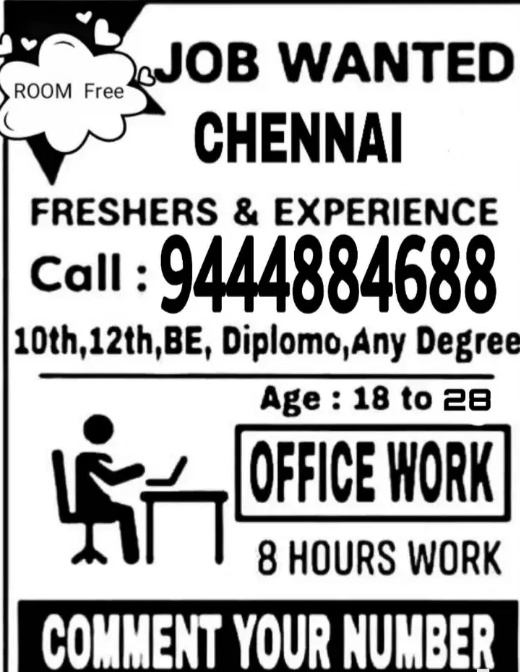 ROOM Free
JOB WANTED
CHENNAI
FRESHERS & EXPERIENCE
Call : 9444884688
10th,12th,BE, Diplomo,Any Degree
Age : 18 to 28
OFFICE WORK
8 HOURS WORK
COMMENT YOUR NUMBER